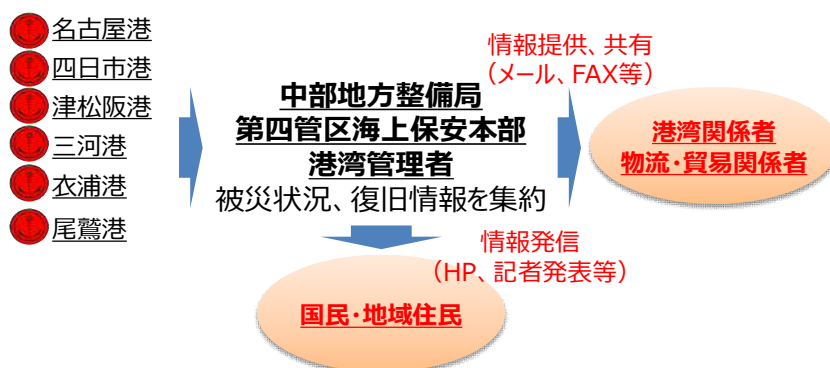 名古屋港
四日市港
津松阪港
三河港
衣浦港
尾鷲港
中部地方整備局
第四管区海上保安本部
港湾管理者
被災状況、復旧情報を集約
情報提供、共有
（メール、FAX等）
港湾関係者
物流・貿易関係者
情報発信
（HP、記者発表等）
国民・地域住民